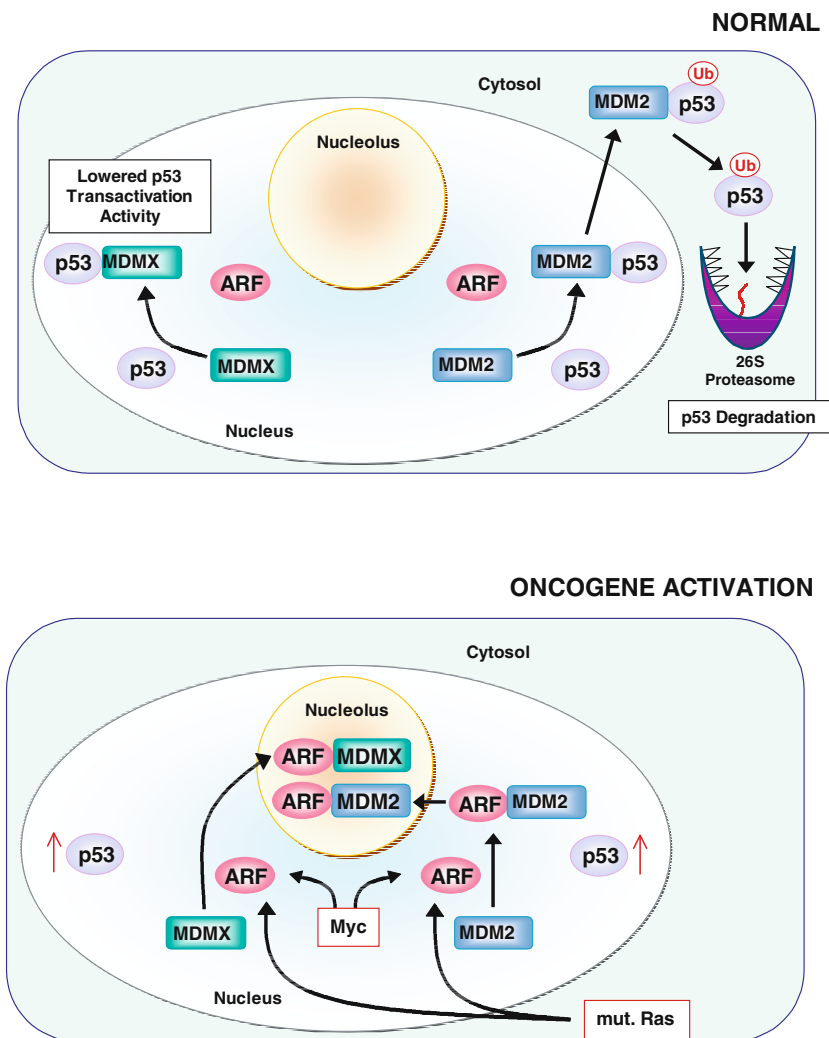 NORMAL
Cytosol
Ub
MDM2 p53
Nucleolus
Lowered p53
Transactivation
Activity
Ub
p53
p53 MDMX
ARF
ARF
MDM2 p53
p53
MDMX
MDM2
p53
26S
Proteasome
p53 Degradation
Nucleus
ONCOGENE ACTIVATION
Cytosol
Nucleolus
ARF MDMX
ARF MDM2
ARF MDM2
p53
p53
ARF
ARF
MDMX
Myc
MDM2
Nucleus
mut. Ras